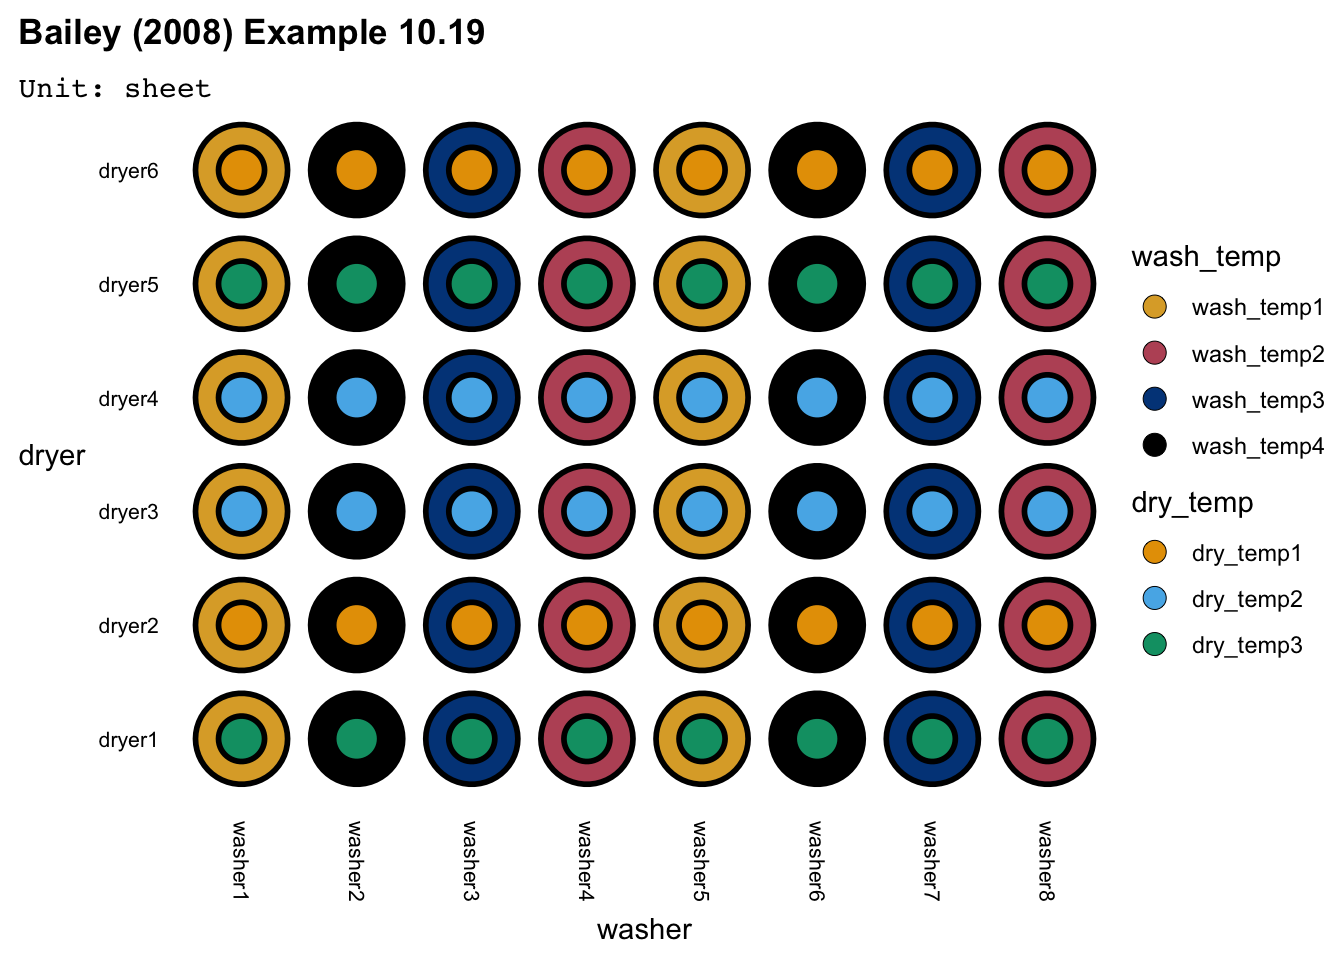 Bailey (2008) Example 10.19
Unit: sheet
dryer6
dryer5
dryer4
dryer
dryer3
dryer2
dryer1
washer1
washer2
washer3
washer4
washer5
washer6
washer7
washer8
washer
wash_temp
wash_temp1
wash_temp2
wash_temp3
wash_temp4
dry_temp
dry_temp1
dry_temp2
dry_temp3